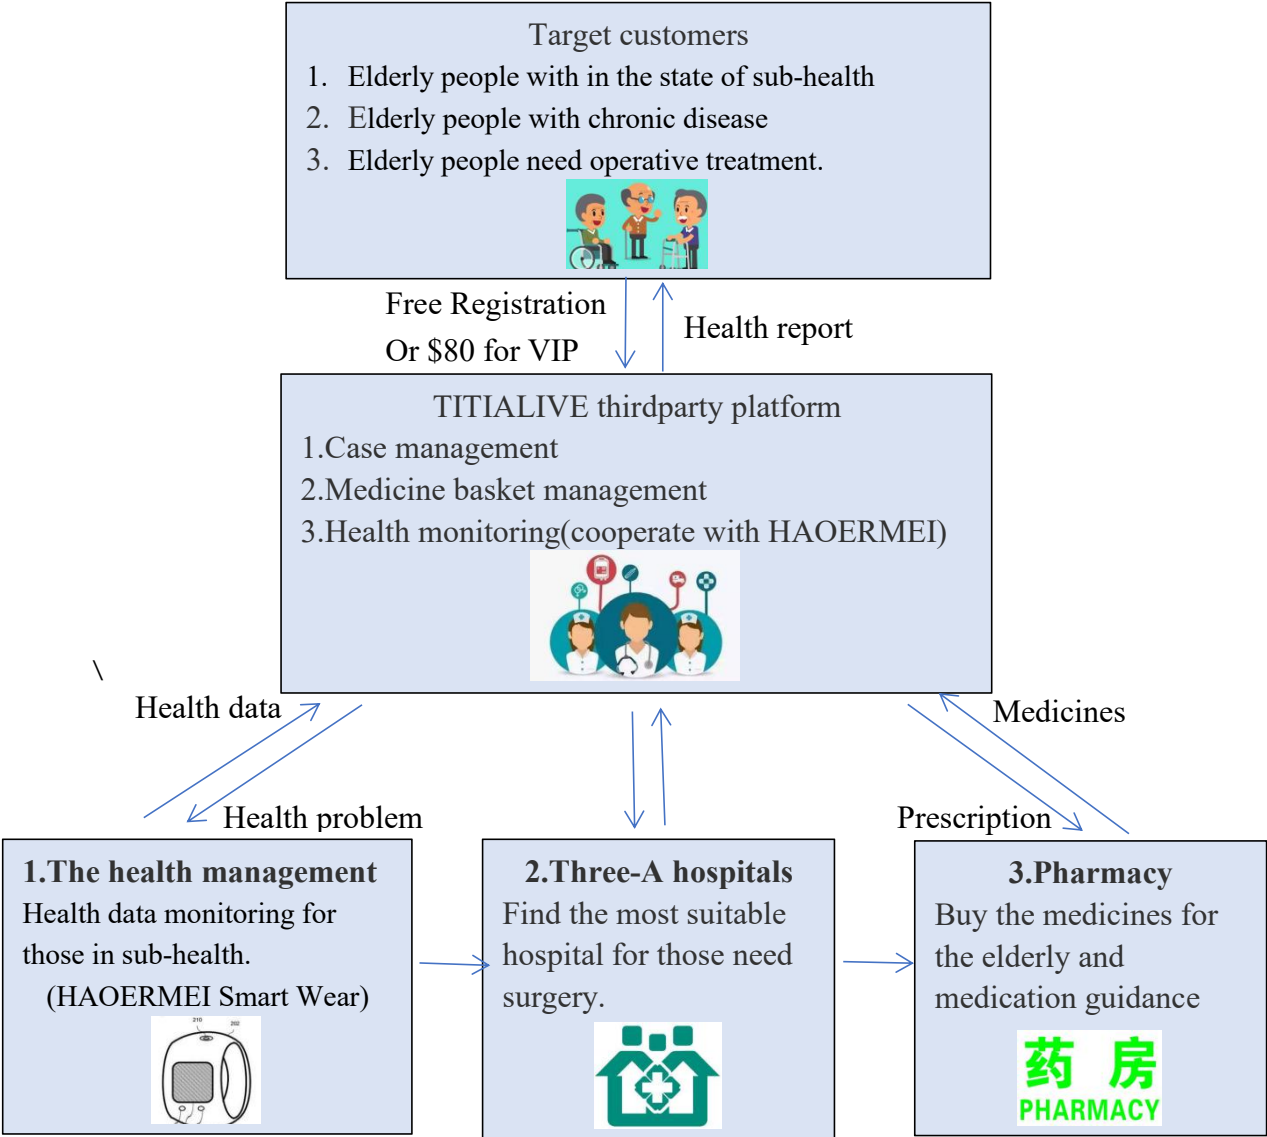 Target customers
1. Elderly people with in the state of sub-health
2. Elderly people with chronic disease
3. Elderly people need operative treatment.
Free Registration
Or $80 for VIP
Health report
TITIALIVE thirdparty platform
1.Case management
2.Medicine basket management
3.Health monitoring(cooperate with HAOERMEI)
\
Health data
Medicines
Health problem
Prescription
1.The health management
Health data monitoring for
those in sub-health.
(HAOERMEI Smart Wear)
210
202
2.Three-A hospitals
Find the most suitable
hospital for those need
surgery.
3.Pharmacy
Buy the medicines for
the elderly and
medication guidance
药 房
PHARMACY